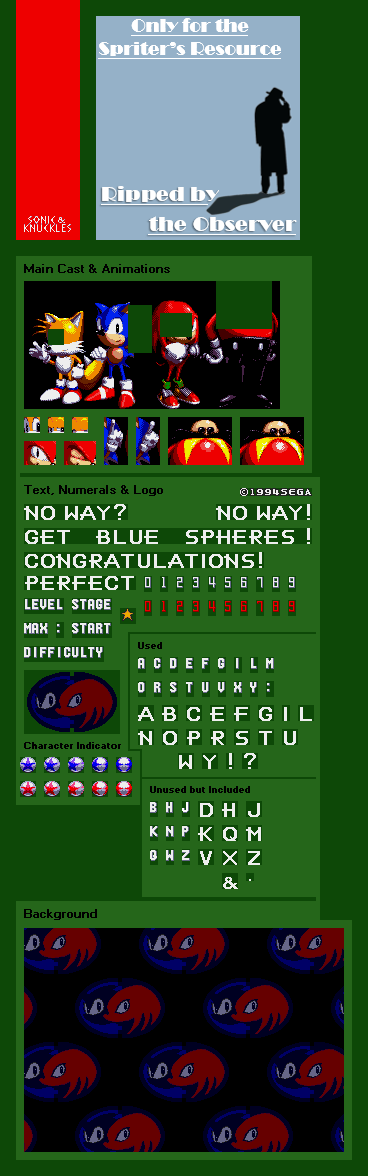 Only for the
Spriter's Resource
Ripped by
the Observer
SONIC &
KNUCKLES
Main Cast & Animations
Text, Numerals & Logo
©1994SEGA
NO WAY? NO WAY!
GET BLUE SPHERES !
CONGRATULATIONS!
PERFECT 0 1 2 3 4 5 6 7 8 9
LEVEL STAGE 0 1 2 3 4 5 6 7 8 9
MAX : START
DIFFICULTY
Used
A C D E F G I L M
O R S T U V X Y :
A B C E F G I L
N O P R S T U
W Y ! ?
Character Indicator
Unused but Included
B H J D H J
K N P K Q M
Q W Z V X Z
& .
Background